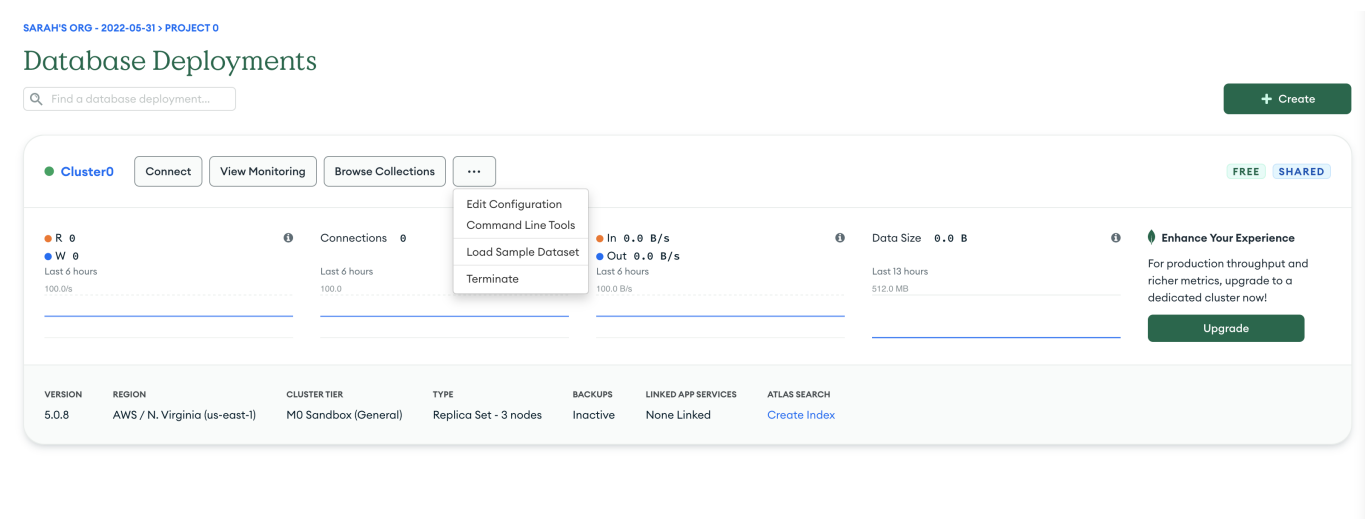 SARAH'S ORG - 2022-05-31 > PROJECT 0
Database Deployments
Find a database deployment...
+ Create
Cluster0
Connect
View Monitoring
Browse Collections
...
FREE
SHARED
Edit Configuration
Command Line Tools
Load Sample Dataset
Terminate
R 0
W 0
Last 6 hours
100.0/s
Connections 0
Last 6 hours
100.0
In 0.0 B/s
Out 0.0 B/s
Last 6 hours
100.0 B/s
Data Size 0.0 B
Last 13 hours
512.0 MB
Enhance Your Experience
For production throughput and
richer metrics, upgrade to a
dedicated cluster now!
Upgrade
VERSION
5.0.8
REGION
AWS / N. Virginia (us-east-1)
CLUSTER TIER
M0 Sandbox (General)
TYPE
Replica Set - 3 nodes
BACKUPS
Inactive
LINKED APP SERVICES
None Linked
ATLAS SEARCH
Create Index